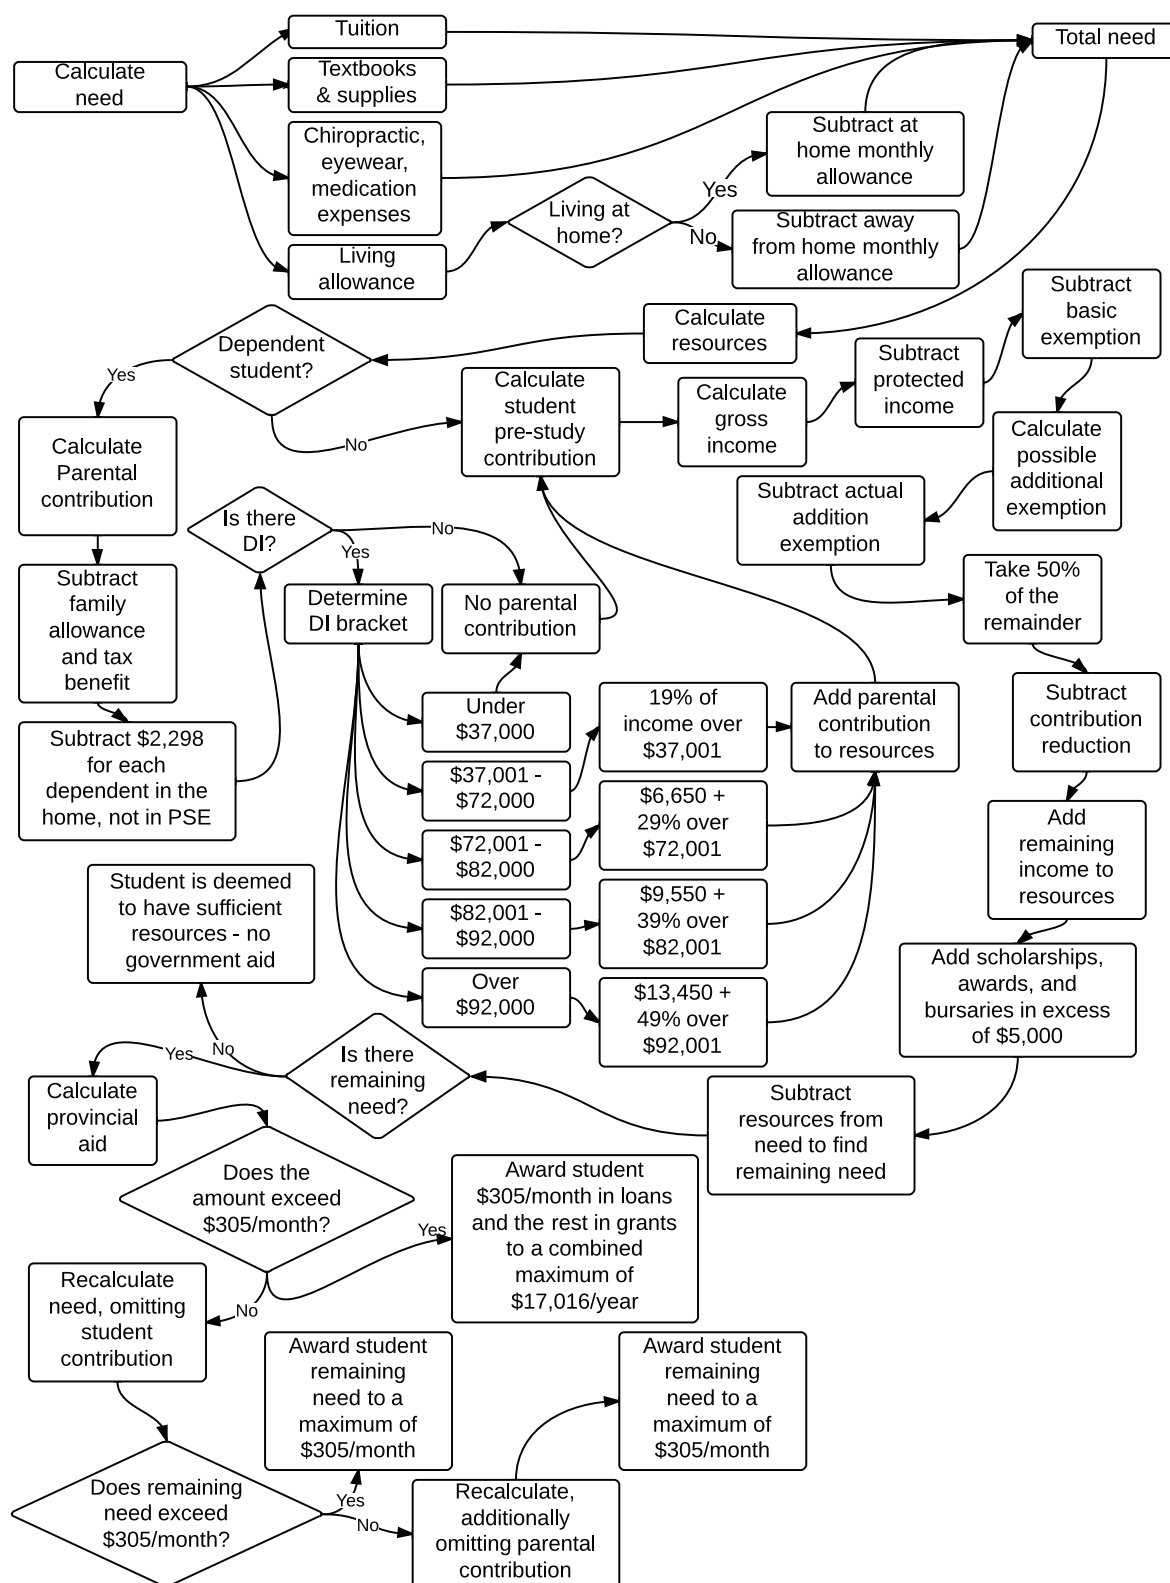 Calculate
need
Tuition
Textbooks
& supplies
Chiropractic,
eyewear,
medication
expenses
Living
allowance
Living at
home?
Yes
No
Subtract at
home monthly
allowance
Subtract away
from home monthly
allowance
Total need
Calculate
resources
Dependent
student?
Yes
No
Calculate
Parental
contribution
Subtract
family
allowance
and tax
benefit
Subtract $2,298
for each
dependent in the
home, not in PSE
Is there
DI?
Yes
No
Determine
DI bracket
No parental
contribution
Under
$37,000
$37,001 -
$72,000
$72,001 -
$82,000
$82,001 -
$92,000
Over
$92,000
19% of
income over
$37,001
$6,650 +
29% over
$72,001
$9,550 +
39% over
$82,001
$13,450 +
49% over
$92,001
Add parental
contribution
to resources
Calculate
student
pre-study
contribution
Calculate
gross
income
Subtract
protected
income
Subtract
basic
exemption
Calculate
possible
additional
exemption
Subtract actual
addition
exemption
Take 50%
of the
remainder
Subtract
contribution
reduction
Add
remaining
income to
resources
Add scholarships,
awards, and
bursaries in excess
of $5,000
Subtract
resources from
need to find
remaining need
Is there
remaining
need?
No
Yes
Student is deemed
to have sufficient
resources - no
government aid
Calculate
provincial
aid
Does the
amount exceed
$305/month?
Yes
No
Award student
$305/month in loans
and the rest in grants
to a combined
maximum of
$17,016/year
Recalculate
need, omitting
student
contribution
Does remaining
need exceed
$305/month?
Yes
No
Award student
remaining
need to a
maximum of
$305/month
Recalculate,
additionally
omitting parental
contribution
Award student
remaining
need to a
maximum of
$305/month